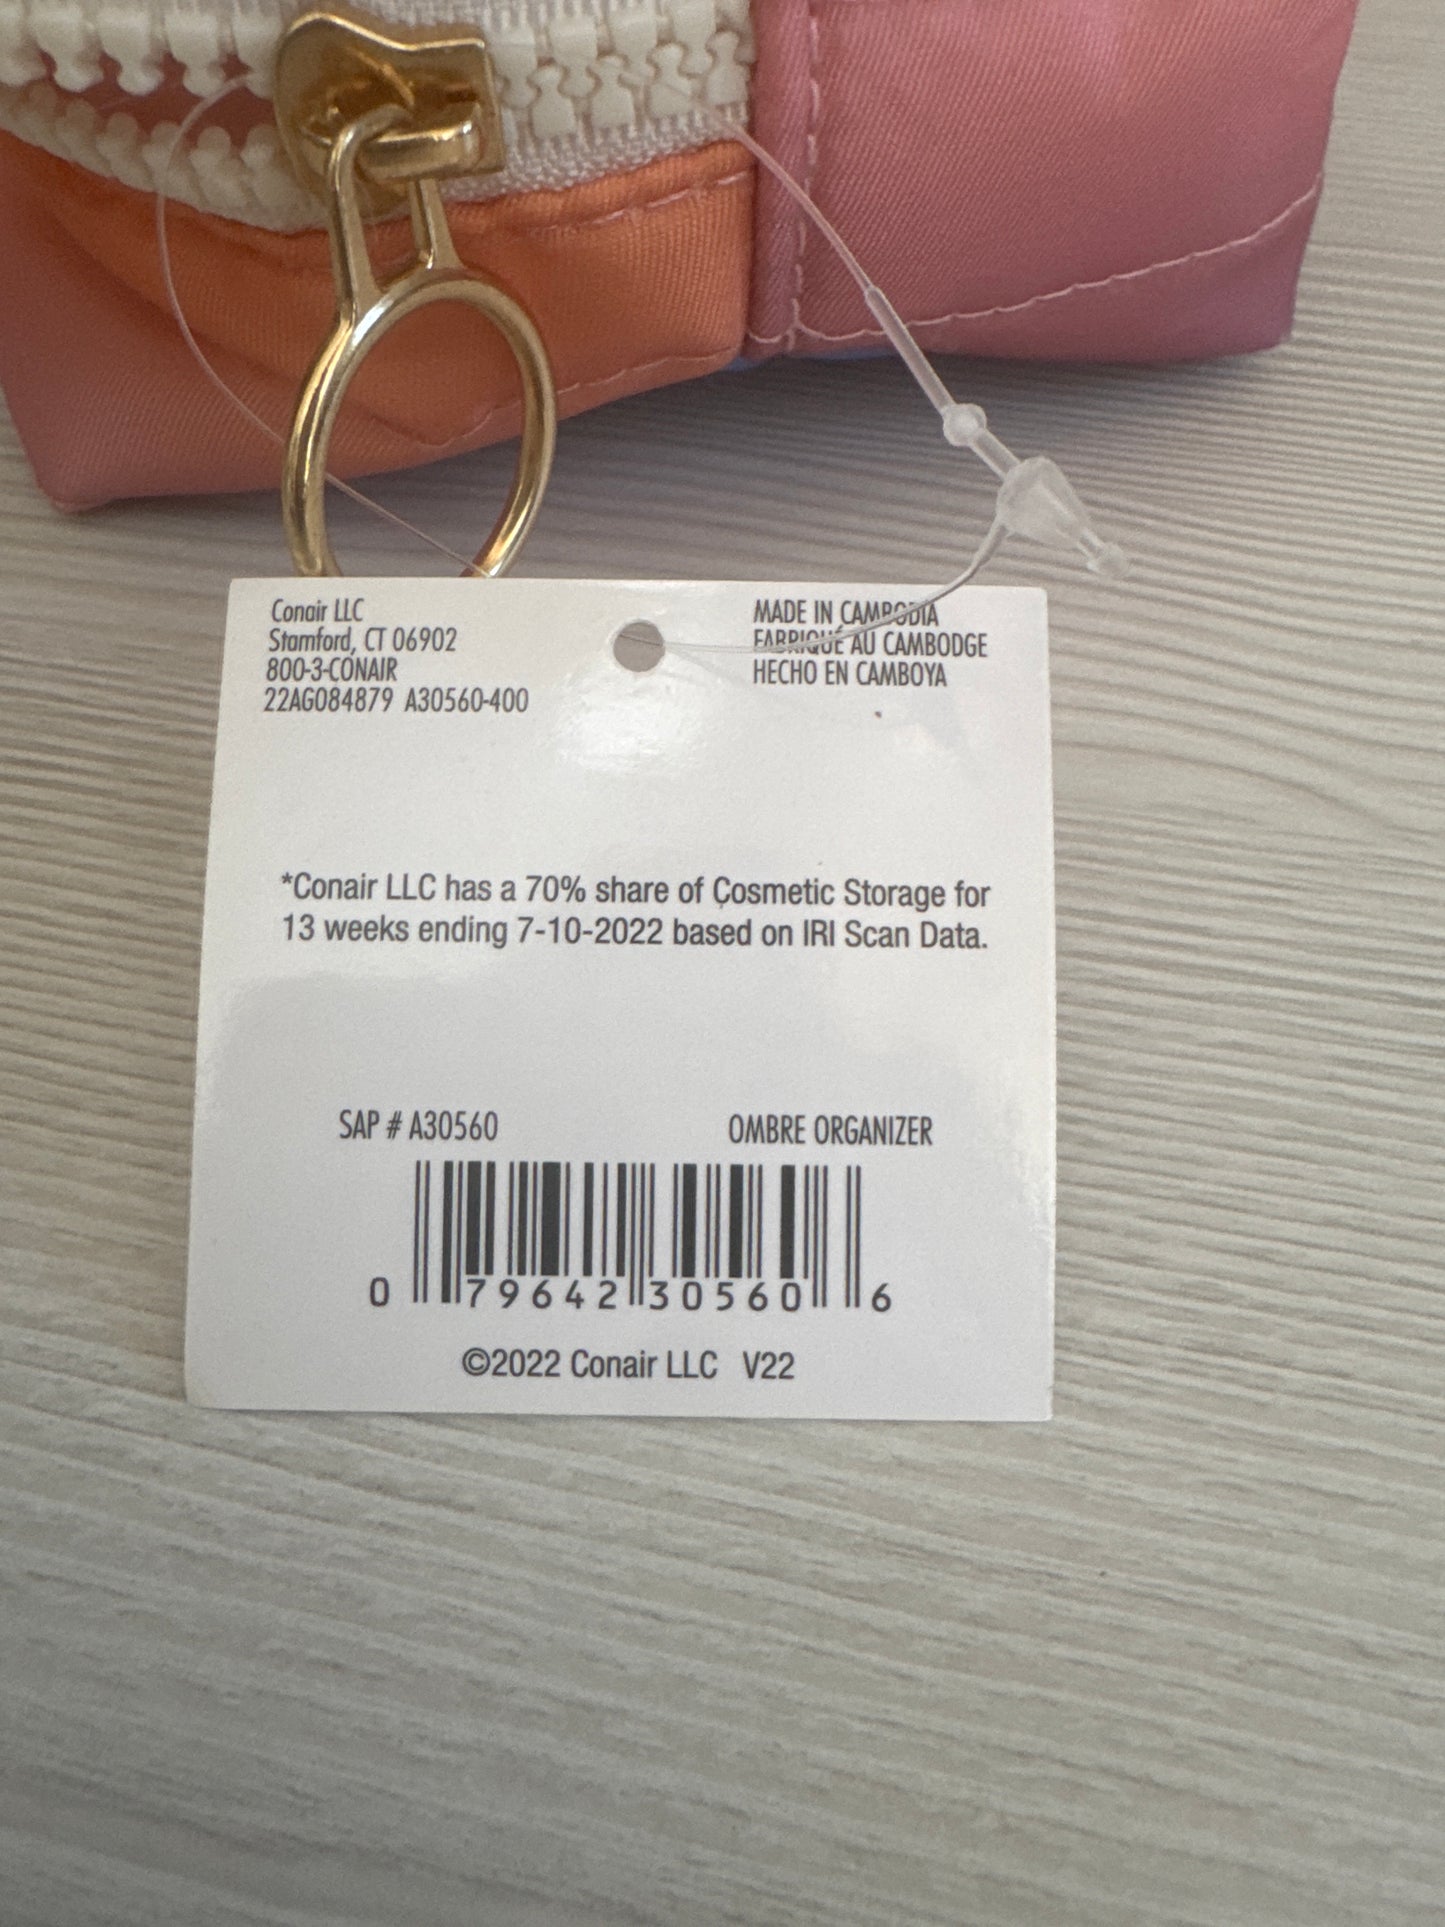 Conair LLC
Stamford, CT 06902
800-3-CONAIR
22AG084879 A30560-400
MADE IN CAMBODIA
FABRIQUÉ AU CAMBODGE
HECHO EN CAMBOYA
*Conair LLC has a 70% share of Cosmetic Storage for
13 weeks ending 7-10-2022 based on IRI Scan Data.
SAP # A30560
OMBRE ORGANIZER
0 79642 30560 6
©2022 Conair LLC V22